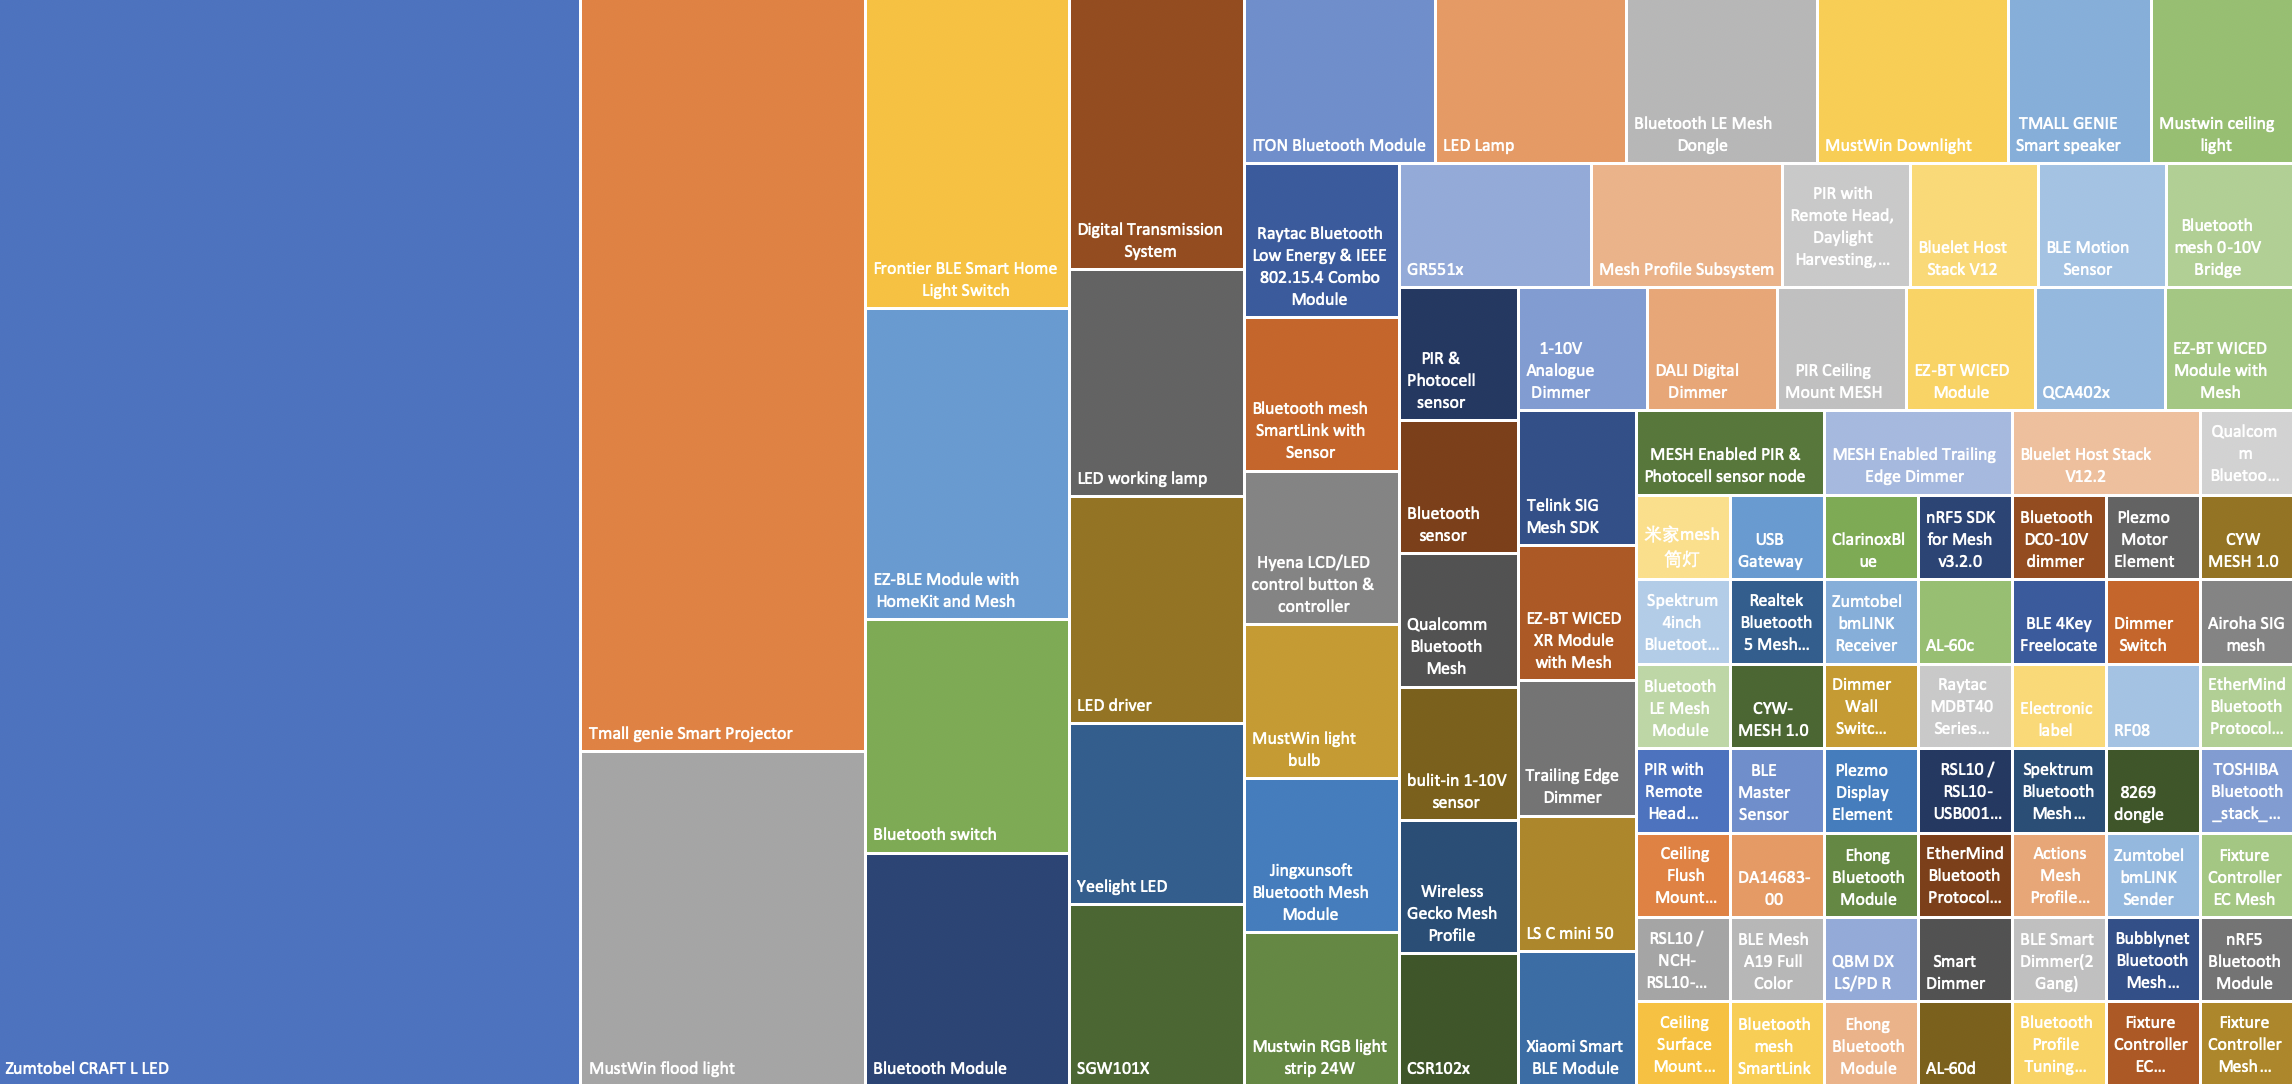 Zumtobel CRAFT L LED
Tmall genie Smart Projector
MustWin flood light
Frontier BLE Smart Home
Light Switch
EZ-BLE Module with
HomeKit and Mesh
Bluetooth switch
Bluetooth Module
Digital Transmission
System
LED working lamp
LED driver
Yeelight LED
SGW101X
ITON Bluetooth Module
LED Lamp
Bluetooth LE Mesh
Dongle
MustWin Downlight
TMALL GENIE
Smart speaker
Mustwin ceiling
light
Raytac Bluetooth
Low Energy & IEEE
802.15.4 Combo
Module
Bluetooth mesh
SmartLink with
Sensor
Hyena LCD/LED
control button &
controller
MustWin light
bulb
Jingxunsoft
Bluetooth Mesh
Module
Mustwin RGB light
strip 24W
GR551x
Mesh Profile Subsystem
PIR with
Remote Head,
Daylight
Harvesting,...
Bluelet Host
Stack V12
BLE Motion
Sensor
Bluetooth
mesh 0-10V
Bridge
PIR &
Photocell
sensor
Bluetooth
sensor
Qualcomm
Bluetooth
Mesh
bulit-in 1-10V
sensor
Wireless
Gecko Mesh
Profile
CSR102x
1-10V
Analogue
Dimmer
DALI Digital
Dimmer
PIR Ceiling
Mount MESH
EZ-BT WICED
Module
QCA402x
EZ-BT WICED
Module with
Mesh
Telink SIG
Mesh SDK
EZ-BT WICED
XR Module
with Mesh
Trailing Edge
Dimmer
LS C mini 50
Xiaomi Smart
BLE Module
MESH Enabled PIR &
Photocell sensor node
MESH Enabled Trailing
Edge Dimmer
Bluelet Host Stack
V12.2
Qualcom
m
Bluetoo...
米家mesh
筒灯
USB
Gateway
ClarinoxBl
ue
nRF5 SDK
for Mesh
v3.2.0
Bluetooth
DC0-10V
dimmer
Plezmo
Motor
Element
CYW
MESH 1.0
Spektrum
4inch
Bluetoot...
Realtek
Bluetooth
5 Mesh...
Zumtobel
bmLINK
Receiver
AL-60c
BLE 4Key
Freelocate
Dimmer
Switch
Airoha SIG
mesh
Bluetooth
LE Mesh
Module
CYW-
MESH 1.0
Dimmer
Wall
Switc...
Raytac
MDBT40
Series...
Electronic
label
RF08
EtherMind
Bluetooth
Protocol...
PIR with
Remote
Head...
BLE
Master
Sensor
Plezmo
Display
Element
RSL10 /
RSL10-
USB001...
Spektrum
Bluetooth
Mesh...
8269
dongle
TOSHIBA
Bluetooth
_stack_...
Ceiling
Flush
Mount...
DA14683-
00
Ehong
Bluetooth
Module
EtherMind
Bluetooth
Protocol...
Actions
Mesh
Profile...
Zumtobel
bmLINK
Sender
Fixture
Controller
EC Mesh
RSL10 /
NCH-
RSL10-...
BLE Mesh
A19 Full
Color
QBM DX
LS/PD R
Smart
Dimmer
BLE Smart
Dimmer(2
Gang)
Bubblynet
Bluetooth
Mesh...
nRF5
Bluetooth
Module
Ceiling
Surface
Mount...
Bluetooth
mesh
SmartLink
Ehong
Bluetooth
Module
AL-60d
Bluetooth
Profile
Tuning...
Fixture
Controller
EC...
Fixture
Controller
Mesh...